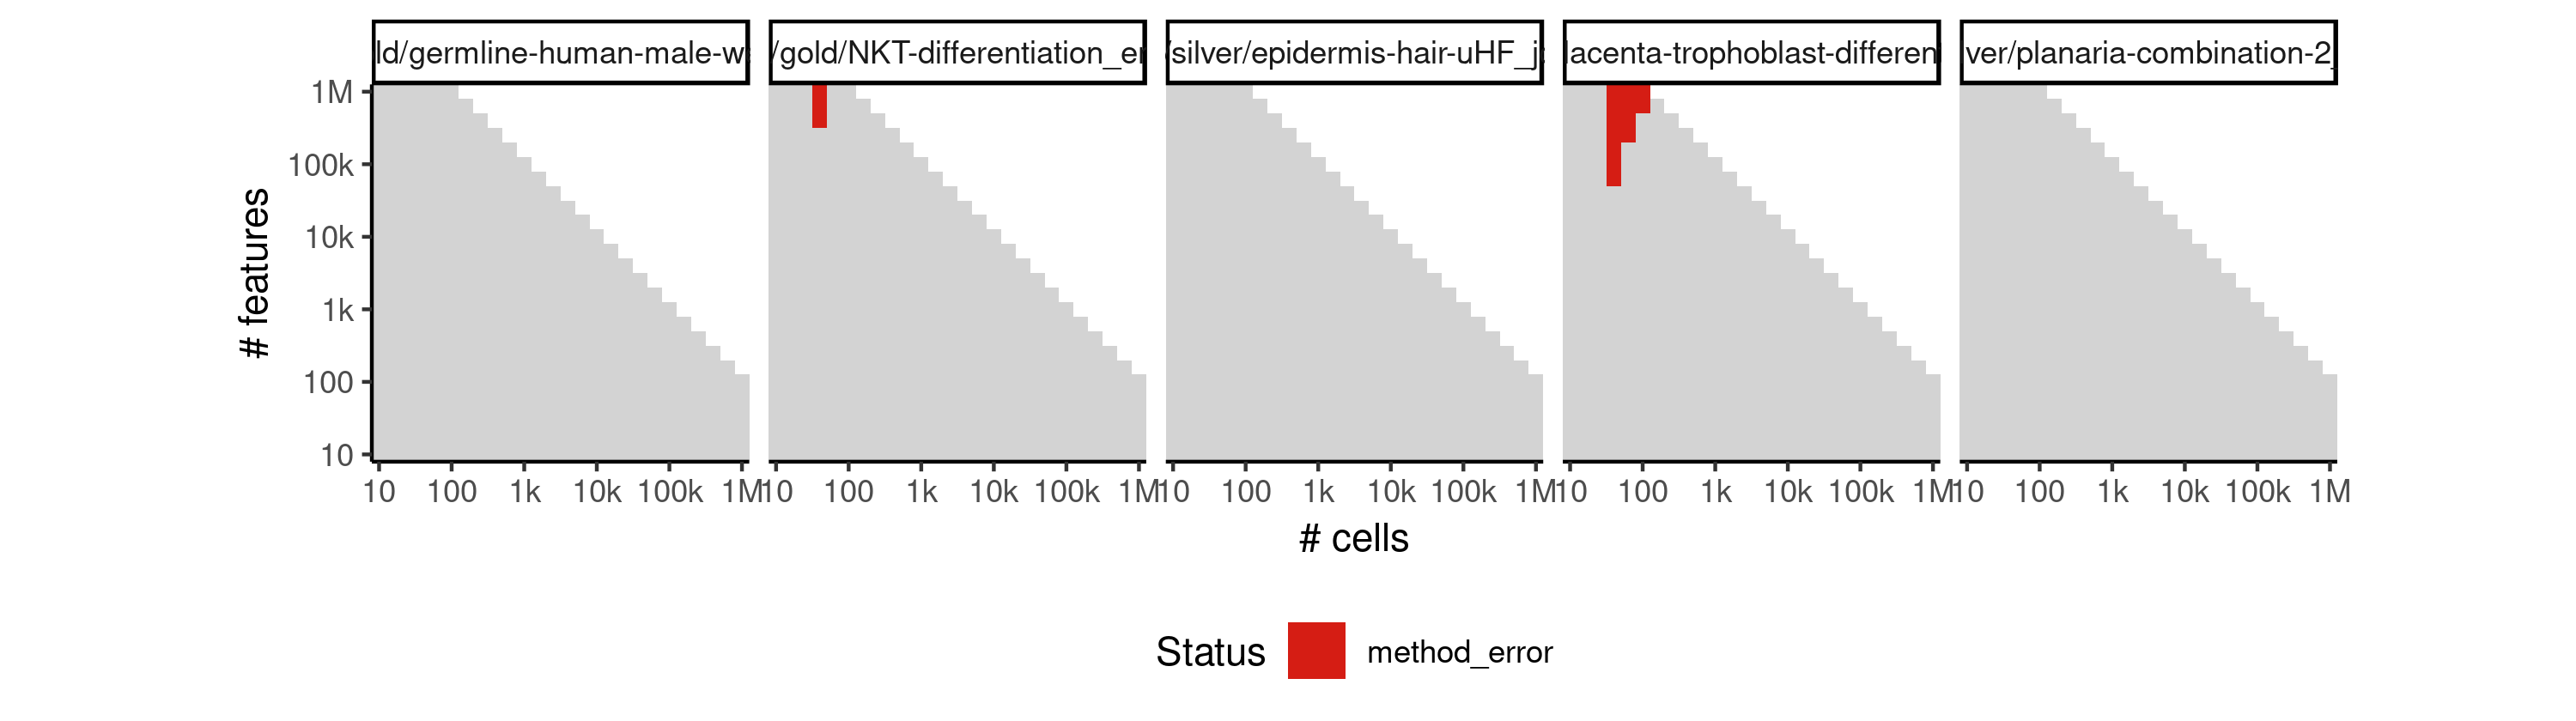 ld/germline-human-male-w
/gold/NKT-differentiation_er
/silver/epidermis-hair-uHF_j
lacenta-trophoblast-differen
ver/planaria-combination-2
1M
100k
10k
1k
100
10
# features
10 100 1k 10k 100k 1M
10 100 1k 10k 100k 1M
10 100 1k 10k 100k 1M
10 100 1k 10k 100k 1M
10 100 1k 10k 100k 1M
# cells
Status method_error